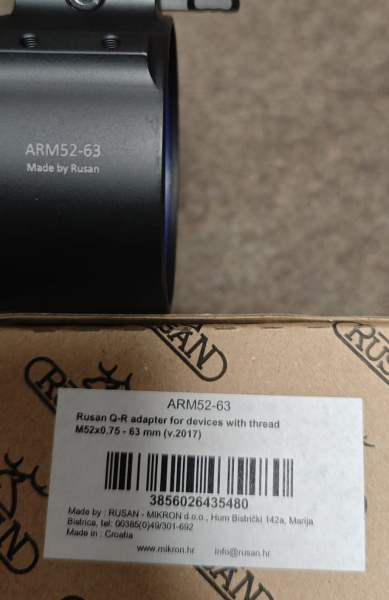 ARM52-63
Made by Rusan
RUSAN
RUSAN
ARM52-63
Rusan Q-R adapter for devices with thread
M52x0.75 - 63 mm (v.2017)
3856026435480
Made by : RUSAN - MIKRON d.o.o., Hum Bistrički 142a, Marija
Bistrica, tel: 00385(0)49/301-692
Made in : Croatia
www.mikron.hr info@rusan.hr